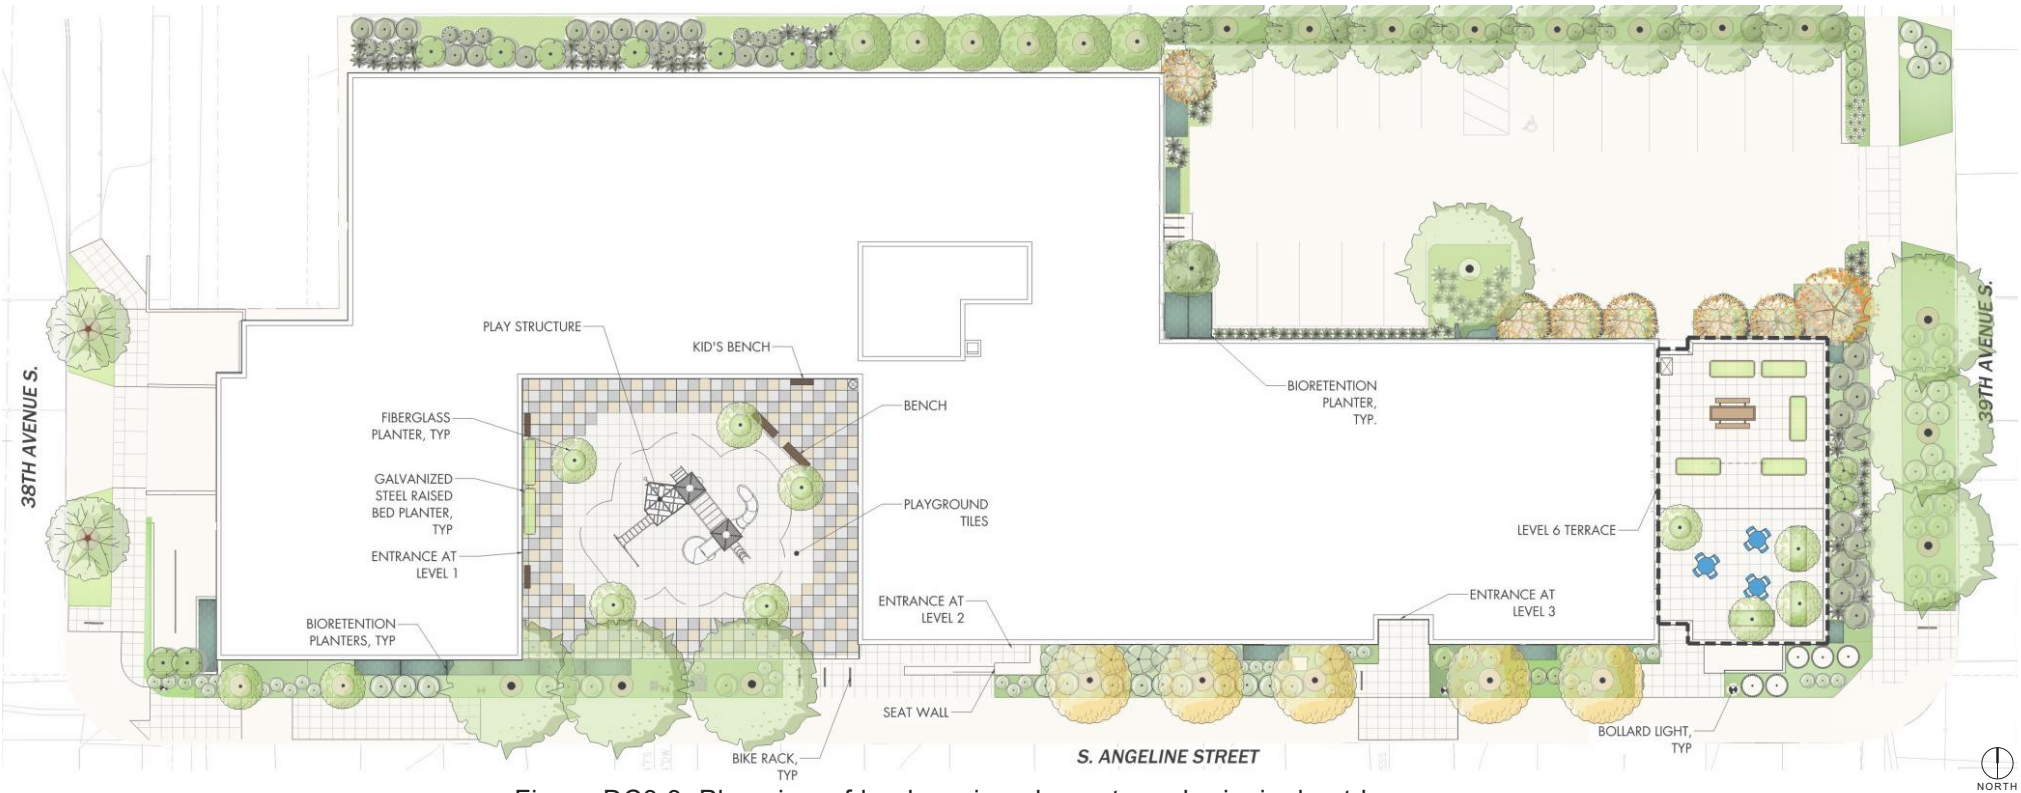 PLAY STRUCTURE
KID'S BENCH
BENCH
FIBERGLASS
PLANTER, TYP
GALVANIZED
STEEL RAISED
BED PLANTER,
TYP
ENTRANCE AT
LEVEL 1
PLAYGROUND
TILES
BIORETENTION
PLANTERS, TYP
ENTRANCE AT
LEVEL 2
SEAT WALL
BIKE RACK,
TYP
BIORETENTION
PLANTER,
TYP.
LEVEL 6 TERRACE
ENTRANCE AT
LEVEL 3
BOLLARD LIGHT,
TYP
38TH AVENUE S.
39TH AVENUE S.
S. ANGELINE STREET
NORTH